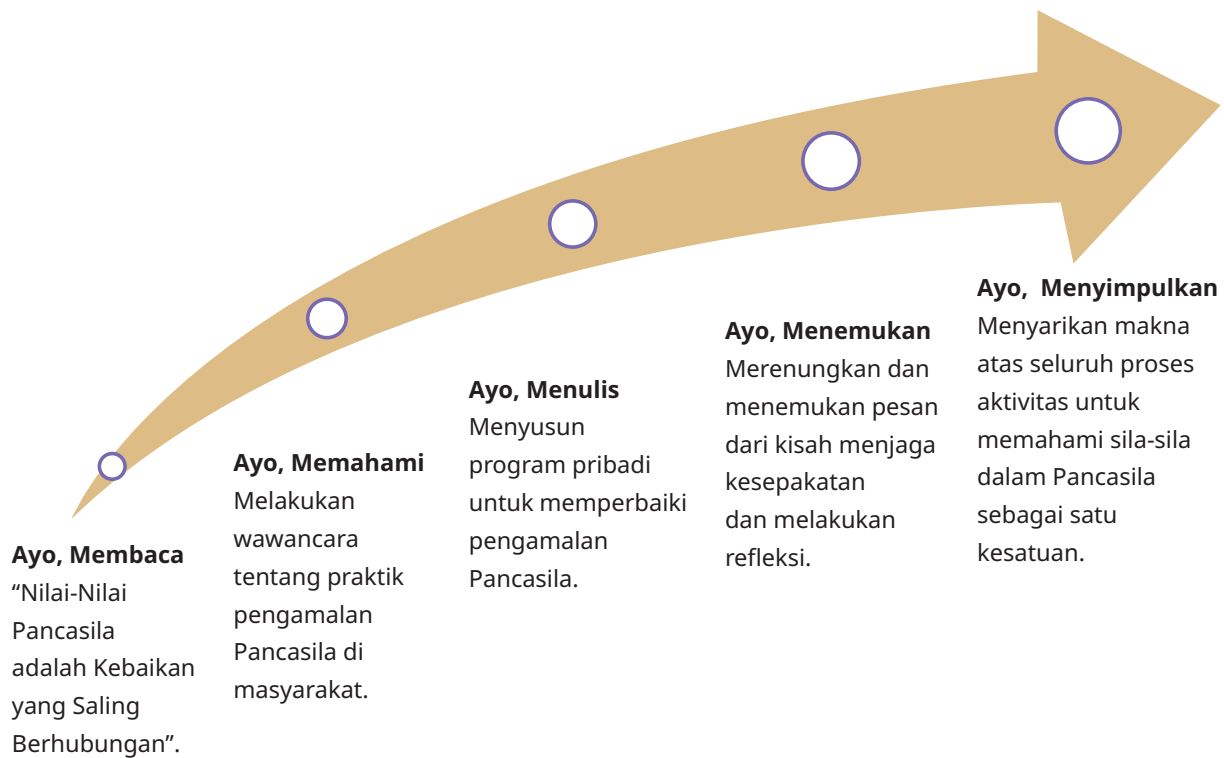 Ayo, Membaca
“Nilai-Nilai
Pancasila
adalah Kebaikan
yang Saling
Berhubungan”.
Ayo, Memahami
Melakukan
wawancara
tentang praktik
pengamalan
Pancasila di
masyarakat.
Ayo, Menulis
Menyusun
program pribadi
untuk memperbaiki
pengamalan
Pancasila.
Ayo, Menemukan
Merenungkan dan
menemukan pesan
dari kisah menjaga
kesepakatan
dan melakukan
refleksi.
Ayo, Menyimpulkan
Menyarikan makna
atas seluruh proses
aktivitas untuk
memahami sila-sila
dalam Pancasila
sebagai satu
kesatuan.